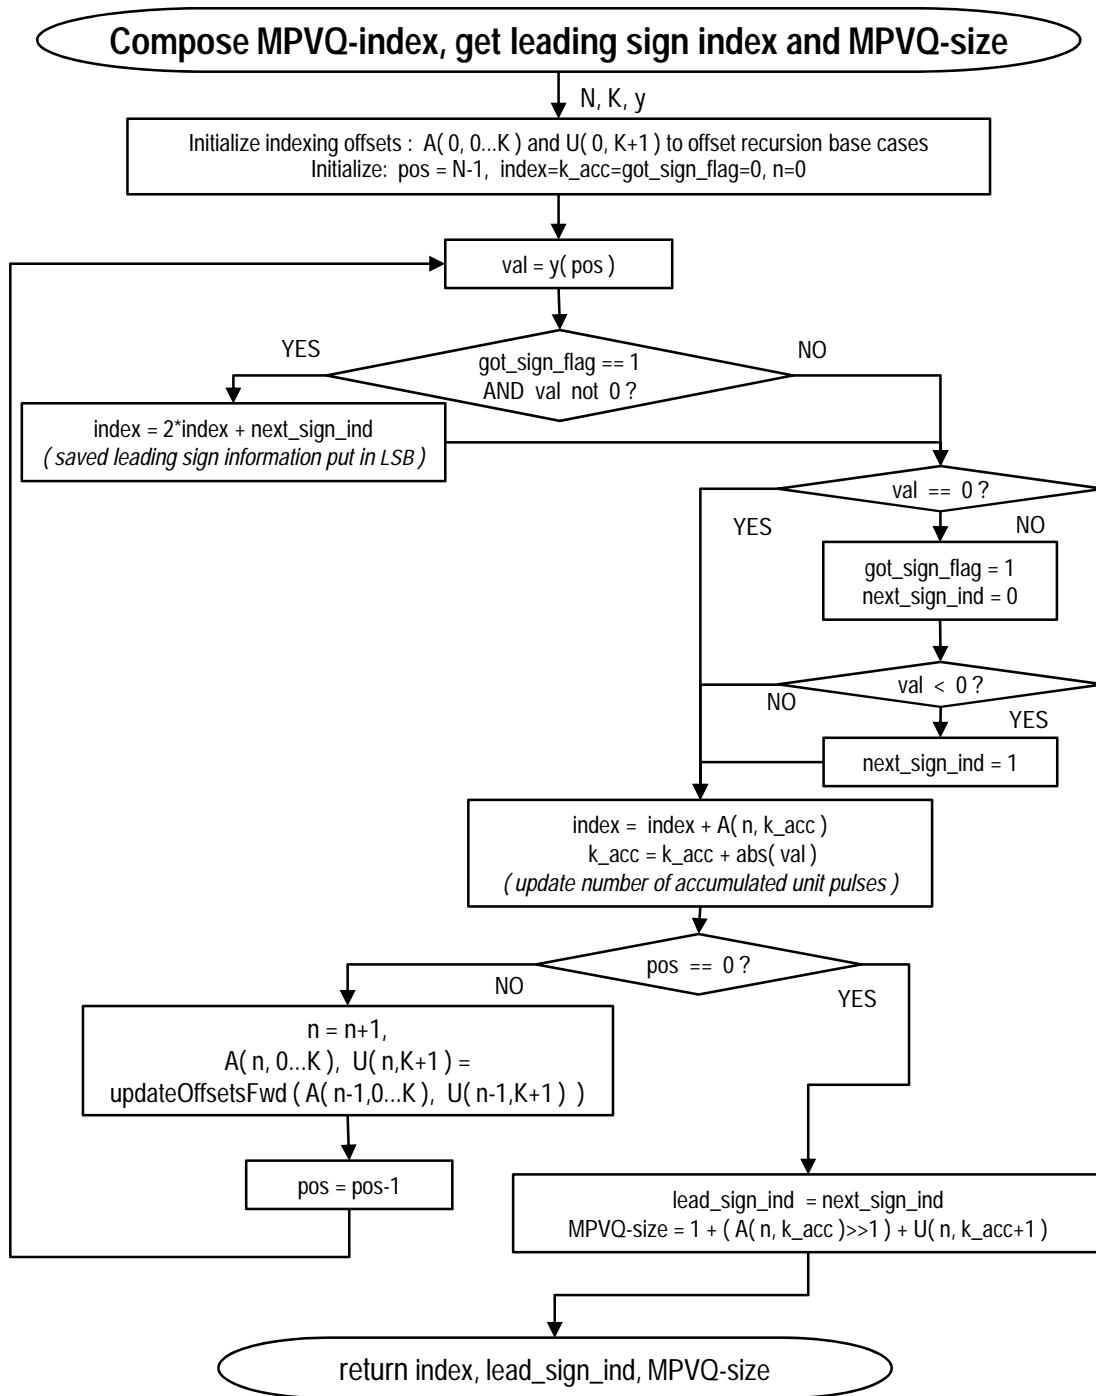 Compose MPVQ-index, get leading sign index and MPVQ-size
N, K, y
Initialize indexing offsets : A( 0, 0...K ) and U( 0, K+1 ) to offset recursion base cases
Initialize: pos = N-1, index=k_acc=got_sign_flag=0, n=0
val = y( pos )
YES
got_sign_flag == 1
AND val not 0 ?
NO
index = 2*index + next_sign_ind
( saved leading sign information put in LSB )
val == 0 ?
YES
NO
got_sign_flag = 1
next_sign_ind = 0
val < 0 ?
NO
YES
next_sign_ind = 1
index = index + A( n, k_acc )
k_acc = k_acc + abs( val )
( update number of accumulated unit pulses )
pos == 0 ?
NO
YES
n = n+1,
A( n, 0...K ), U( n,K+1 ) =
updateOffsetsFwd ( A( n-1,0...K ), U( n-1,K+1 ) )
pos = pos-1
lead_sign_ind = next_sign_ind
MPVQ-size = 1 + ( A( n, k_acc )>>1 ) + U( n, k_acc+1 )
return index, lead_sign_ind, MPVQ-size